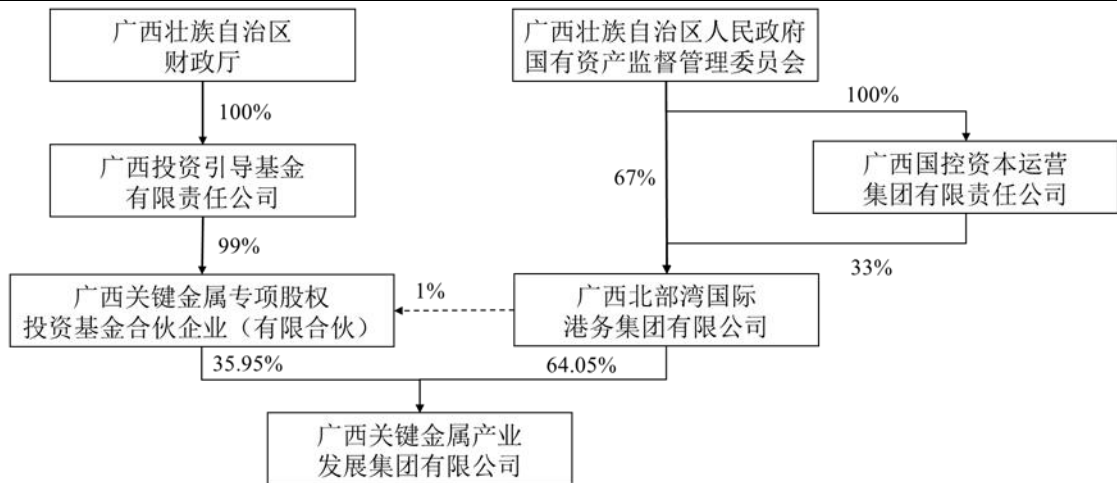 广西壮族自治区
财政厅
广西壮族自治区人民政府
国有资产监督管理委员会
100%
100%
广西投资引导基金
有限责任公司
67%
广西国控资本运营
集团有限责任公司
99%
33%
广西关键金属专项股权
投资基金合伙企业（有限合伙）
1%
广西北部湾国际
港务集团有限公司
35.95%
64.05%
广西关键金属产业
发展集团有限公司